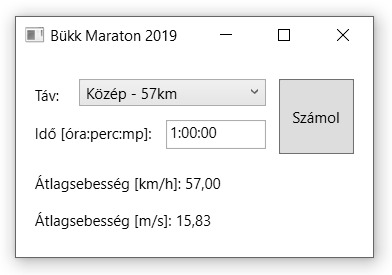 Bükk Maraton 2019
Táv: Közép - 57km
Számol
Idő [óra:perc:mp]: 1:00:00
Átlagsebesség [km/h]: 57,00
Átlagsebesség [m/s]: 15,83